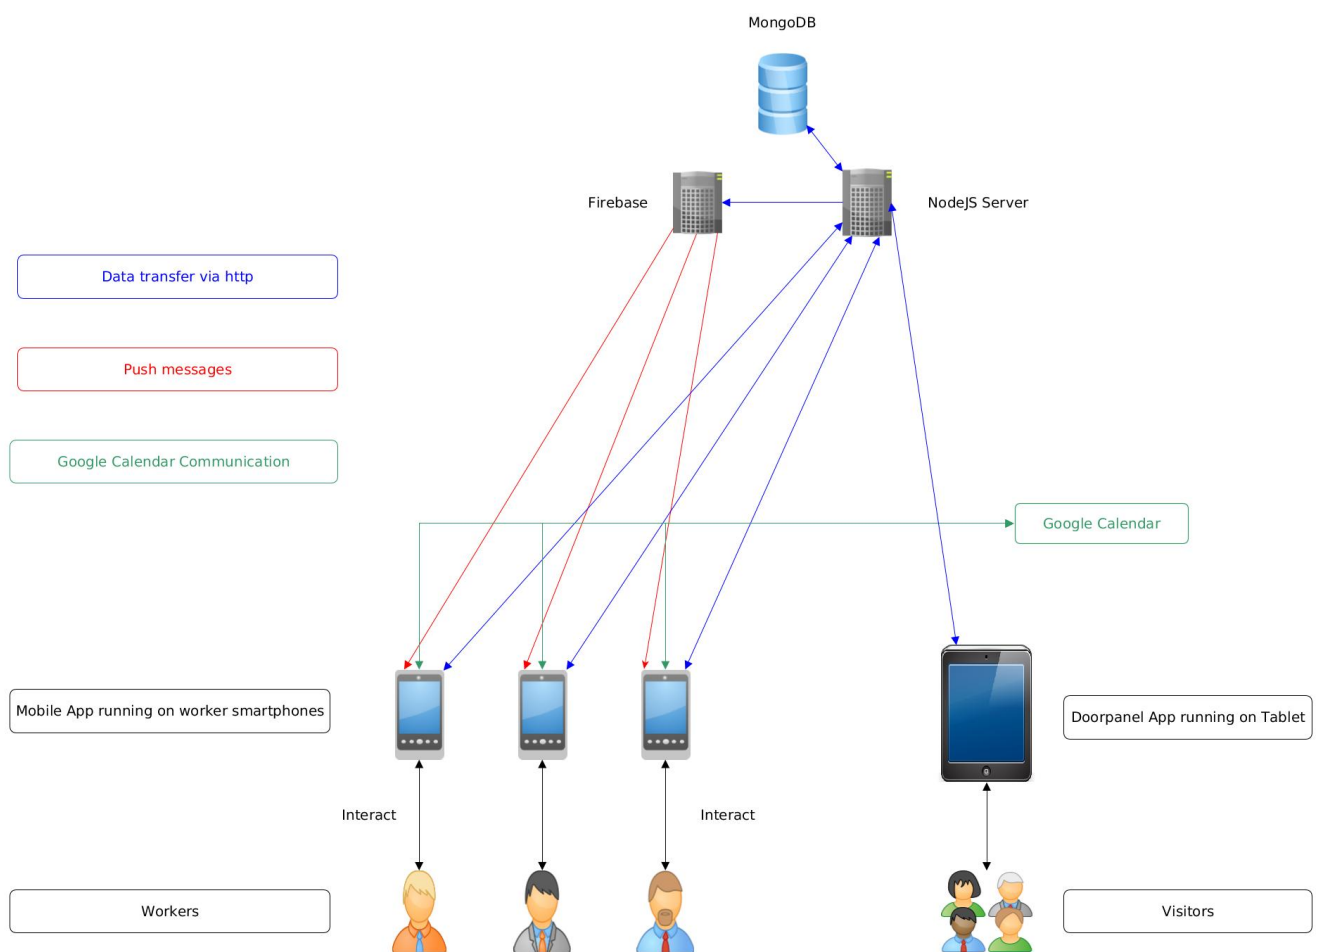 MongoDB
Firebase
NodeJS Server
Data transfer via http
Push messages
Google Calendar Communication
Google Calendar
Mobile App running on worker smartphones
Doorpanel App running on Tablet
Interact
Interact
Workers
Visitors